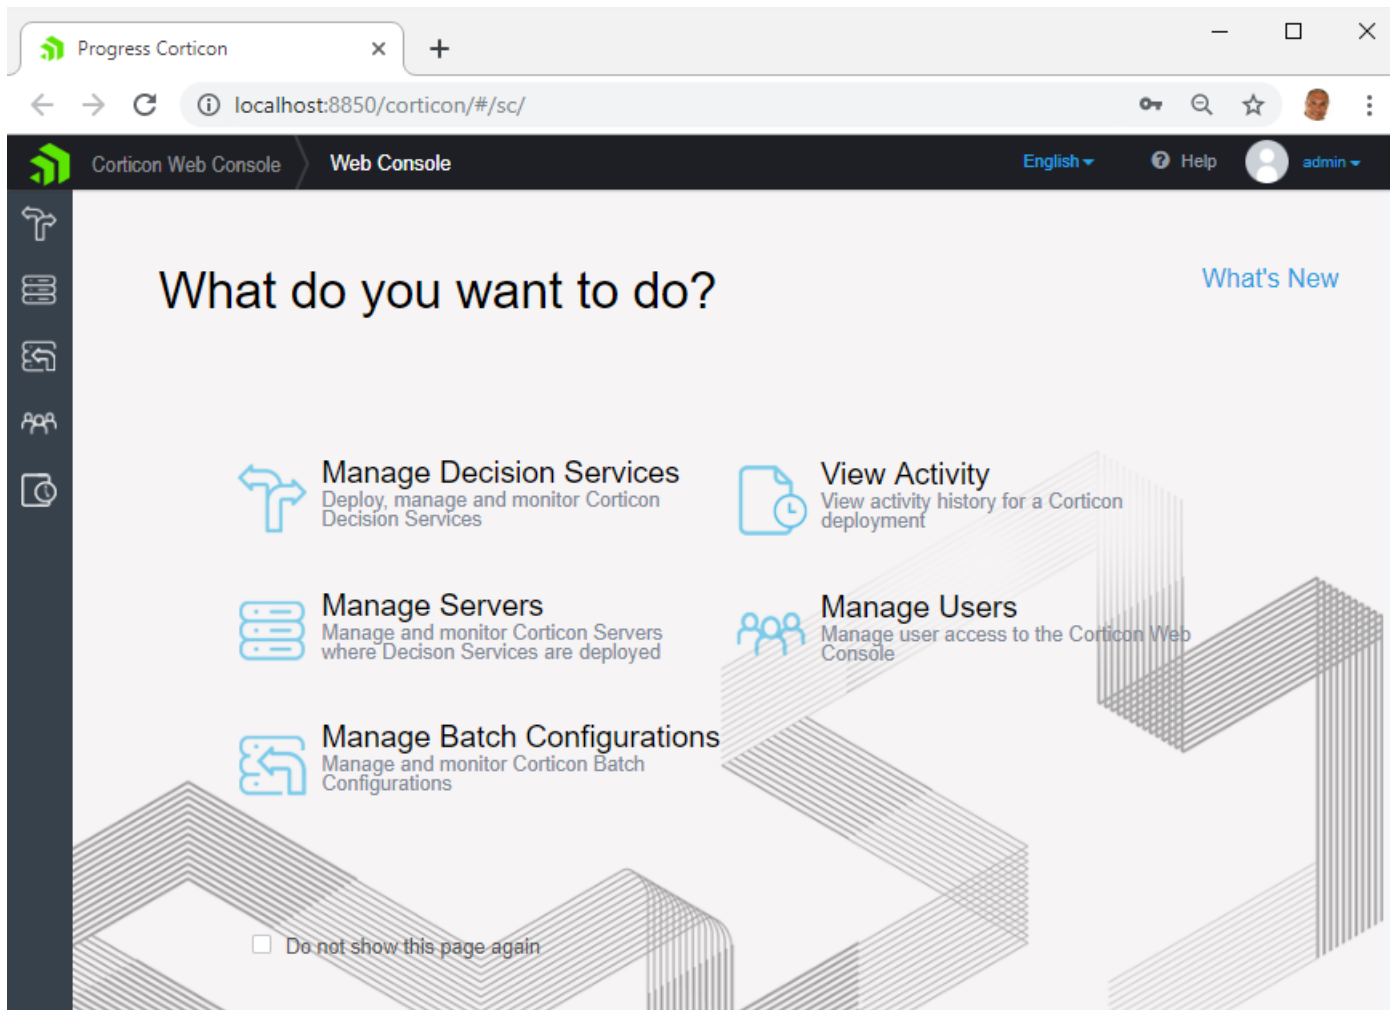 Progress Corticon
localhost:8850/corticon/#/sc/
Corticon Web Console
Web Console
English
Help
admin
What do you want to do?
What's New
Manage Decision Services
Deploy, manage and monitor Corticon
Decision Services
View Activity
View activity history for a Corticon
deployment
Manage Servers
Manage and monitor Corticon Servers
where Decison Services are deployed
Manage Users
Manage user access to the Corticon Web
Console
Manage Batch Configurations
Manage and monitor Corticon Batch
Configurations
Do not show this page again